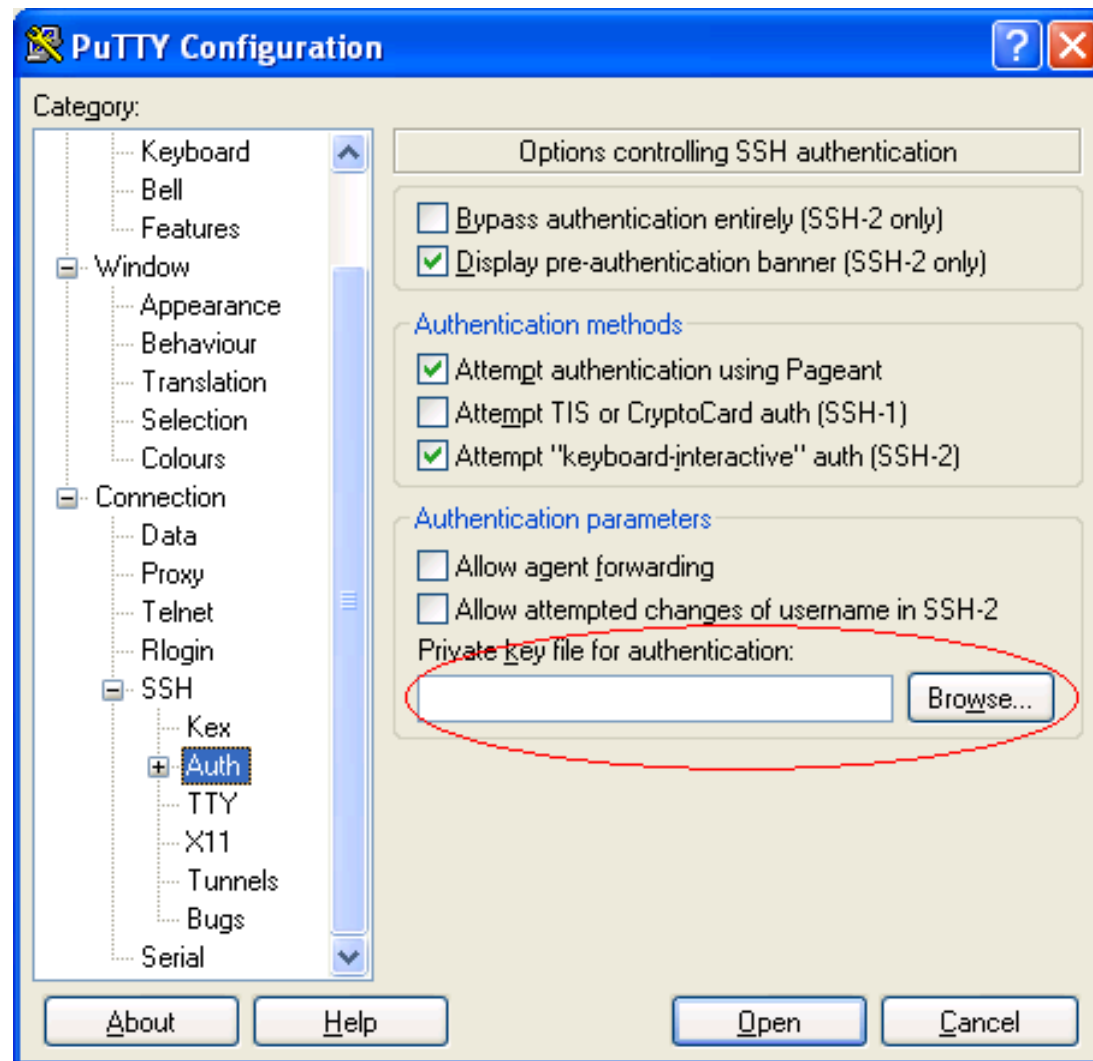 PuTTY Configuration
Category:
Keyboard
Bell
Features
Window
Appearance
Behaviour
Translation
Selection
Colours
Connection
Data
Proxy
Telnet
Rlogin
SSH
Kex
Auth
TTY
X11
Tunnels
Bugs
Serial
Options controlling SSH authentication
Bypass authentication entirely (SSH-2 only)
Display pre-authentication banner (SSH-2 only)
Authentication methods
Attempt authentication using Pageant
Attempt TIS or CryptoCard auth (SSH-1)
Attempt "keyboard-interactive" auth (SSH-2)
Authentication parameters
Allow agent forwarding
Allow attempted changes of username in SSH-2
Private key file for authentication:
Browse...
About
Help
Open
Cancel